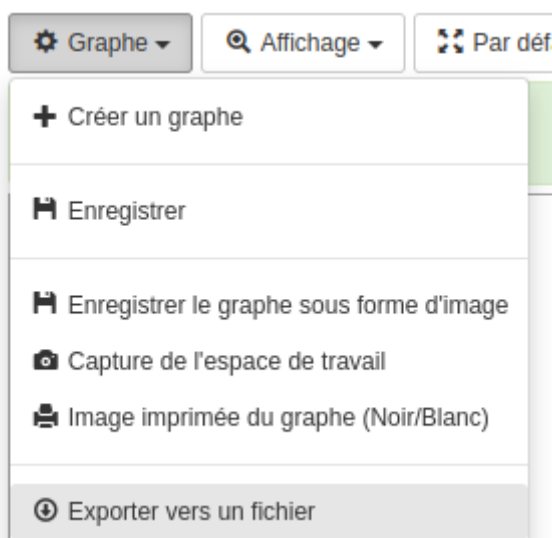 Graphe
Affichage
Par déf
Créer un graphe
Enregistrer
Enregistrer le graphe sous forme d'image
Capture de l'espace de travail
Image imprimée du graphe (Noir/Blanc)
Exporter vers un fichier